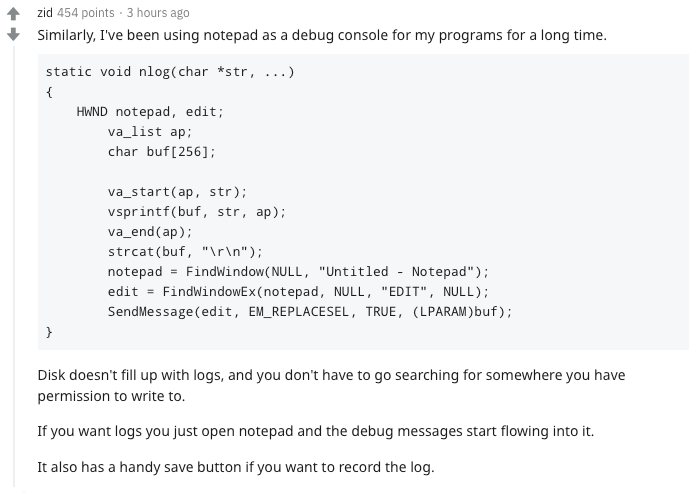 zid 454 points · 3 hours ago
Similarly, I've been using notepad as a debug console for my programs for a long time.
static void nlog(char *str, ...)
{
    HWND notepad, edit;
        va_list ap;
        char buf[256];

        va_start(ap, str);
        vsprintf(buf, str, ap);
        va_end(ap);
        strcat(buf, "\r\n");
        notepad = FindWindow(NULL, "Untitled - Notepad");
        edit = FindWindowEx(notepad, NULL, "EDIT", NULL);
        SendMessage(edit, EM_REPLACESEL, TRUE, (LPARAM)buf);
}
Disk doesn't fill up with logs, and you don't have to go searching for somewhere you have
permission to write to.
If you want logs you just open notepad and the debug messages start flowing into it.
It also has a handy save button if you want to record the log.